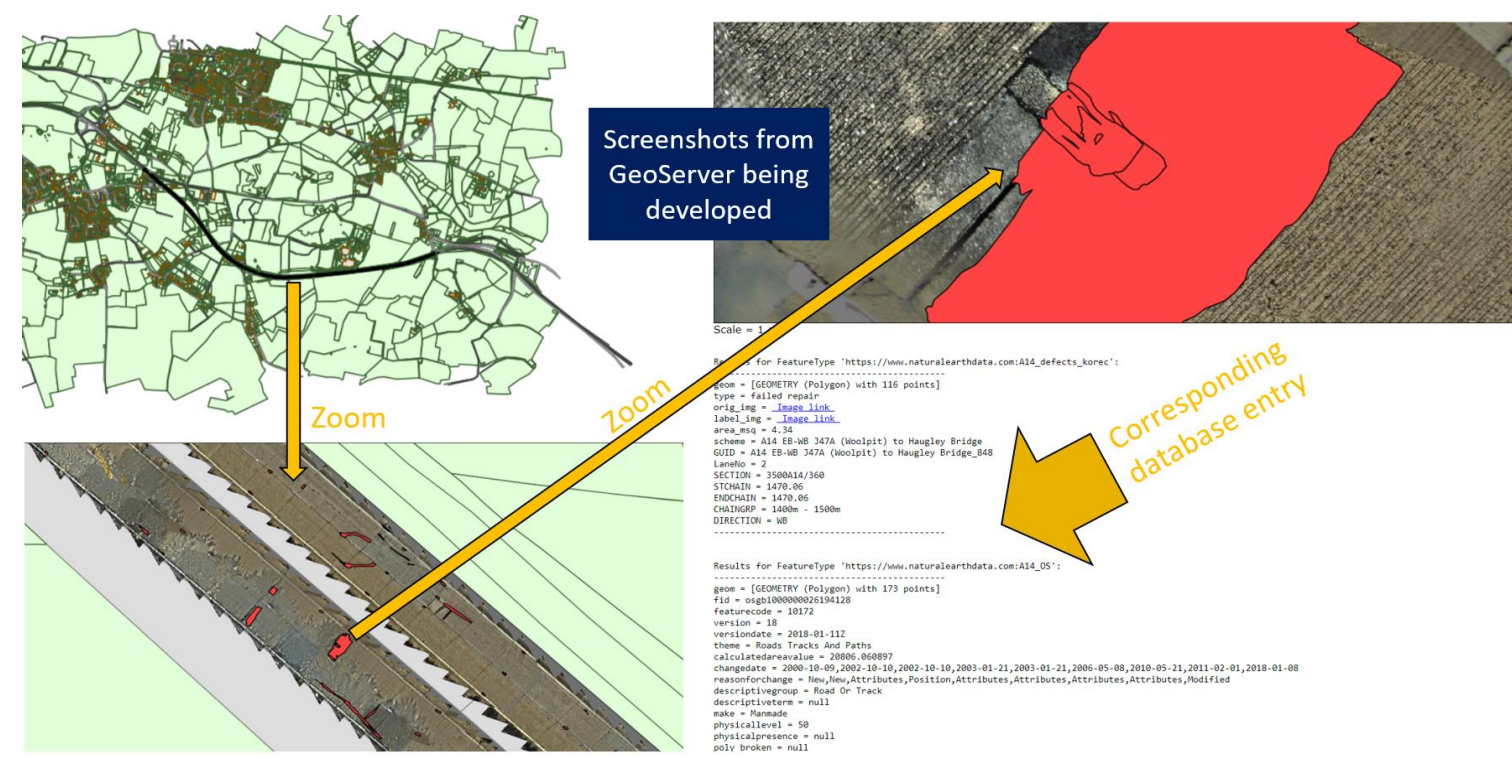 Screenshots from
GeoServer being
developed
Zoom
Zoom
Corresponding
database entry
Scale = 1
Results for FeatureType 'https://www.naturalearthdata.com:A14_defects_korec':
--------------------------------------------
geom = [GEOMETRY (Polygon) with 116 points]
type = failed repair
orig_img = Image link
label_img = Image link
area_msq = 4.34
scheme = A14 EB-WB J47A (Woolpit) to Haugley Bridge
GUID = A14 EB-WB J47A (Woolpit) to Haugley Bridge_848
LaneNo = 2
SECTION = 3500A14/360
STCHAIN = 1470.06
ENDCHAIN = 1470.06
CHAINGRP = 1400m - 1500m
DIRECTION = WB
--------------------------------------------
Results for FeatureType 'https://www.naturalearthdata.com:A14_OS':
--------------------------------------------
geom = [GEOMETRY (Polygon) with 173 points]
fid = osgb1000000026194128
featurecode = 10172
version = 18
versiondate = 2018-01-11Z
theme = Roads Tracks And Paths
calculatedareavalue = 20806.060897
changedate = 2000-10-09,2002-10-10,2002-10-10,2003-01-21,2003-01-21,2006-05-08,2010-05-21,2011-02-01,2018-01-08
reasonforchange = New,New,Attributes,Position,Attributes,Attributes,Attributes,Attributes,Modified
descriptivegroup = Road Or Track
descriptiveterm = null
make = Manmade
physicallevel = 50
physicalpresence = null
poly_broken = null